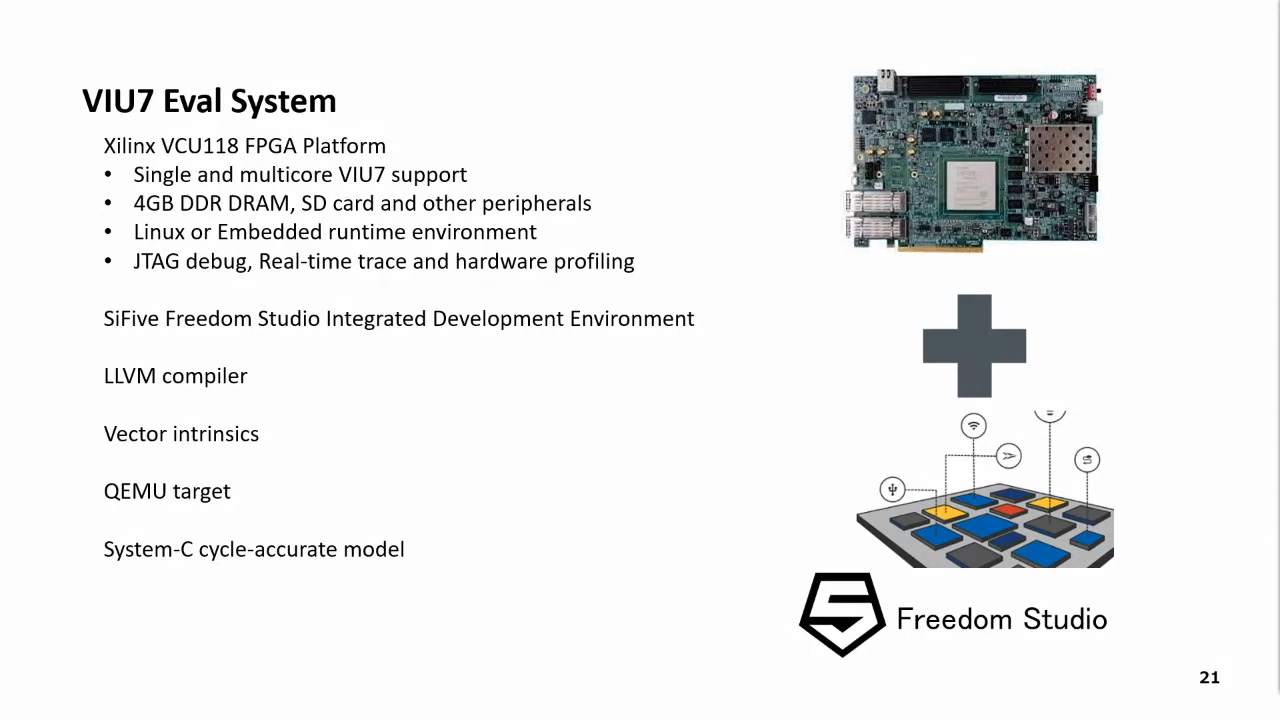 VIU7 Eval System
Xilinx VCU118 FPGA Platform
• Single and multicore VIU7 support
• 4GB DDR DRAM, SD card and other peripherals
• Linux or Embedded runtime environment
• JTAG debug, Real-time trace and hardware profiling
SiFive Freedom Studio Integrated Development Environment
LLVM compiler
Vector intrinsics
QEMU target
System-C cycle-accurate model
Freedom Studio
21